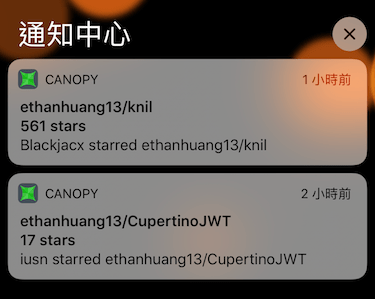 通知中心
CANOPY 1 小時前
ethanhuang13/knil
561 stars
Blackjacx starred ethanhuang13/knil
CANOPY 2 小時前
ethanhuang13/CupertinoJWT
17 stars
iusn starred ethanhuang13/CupertinoJWT